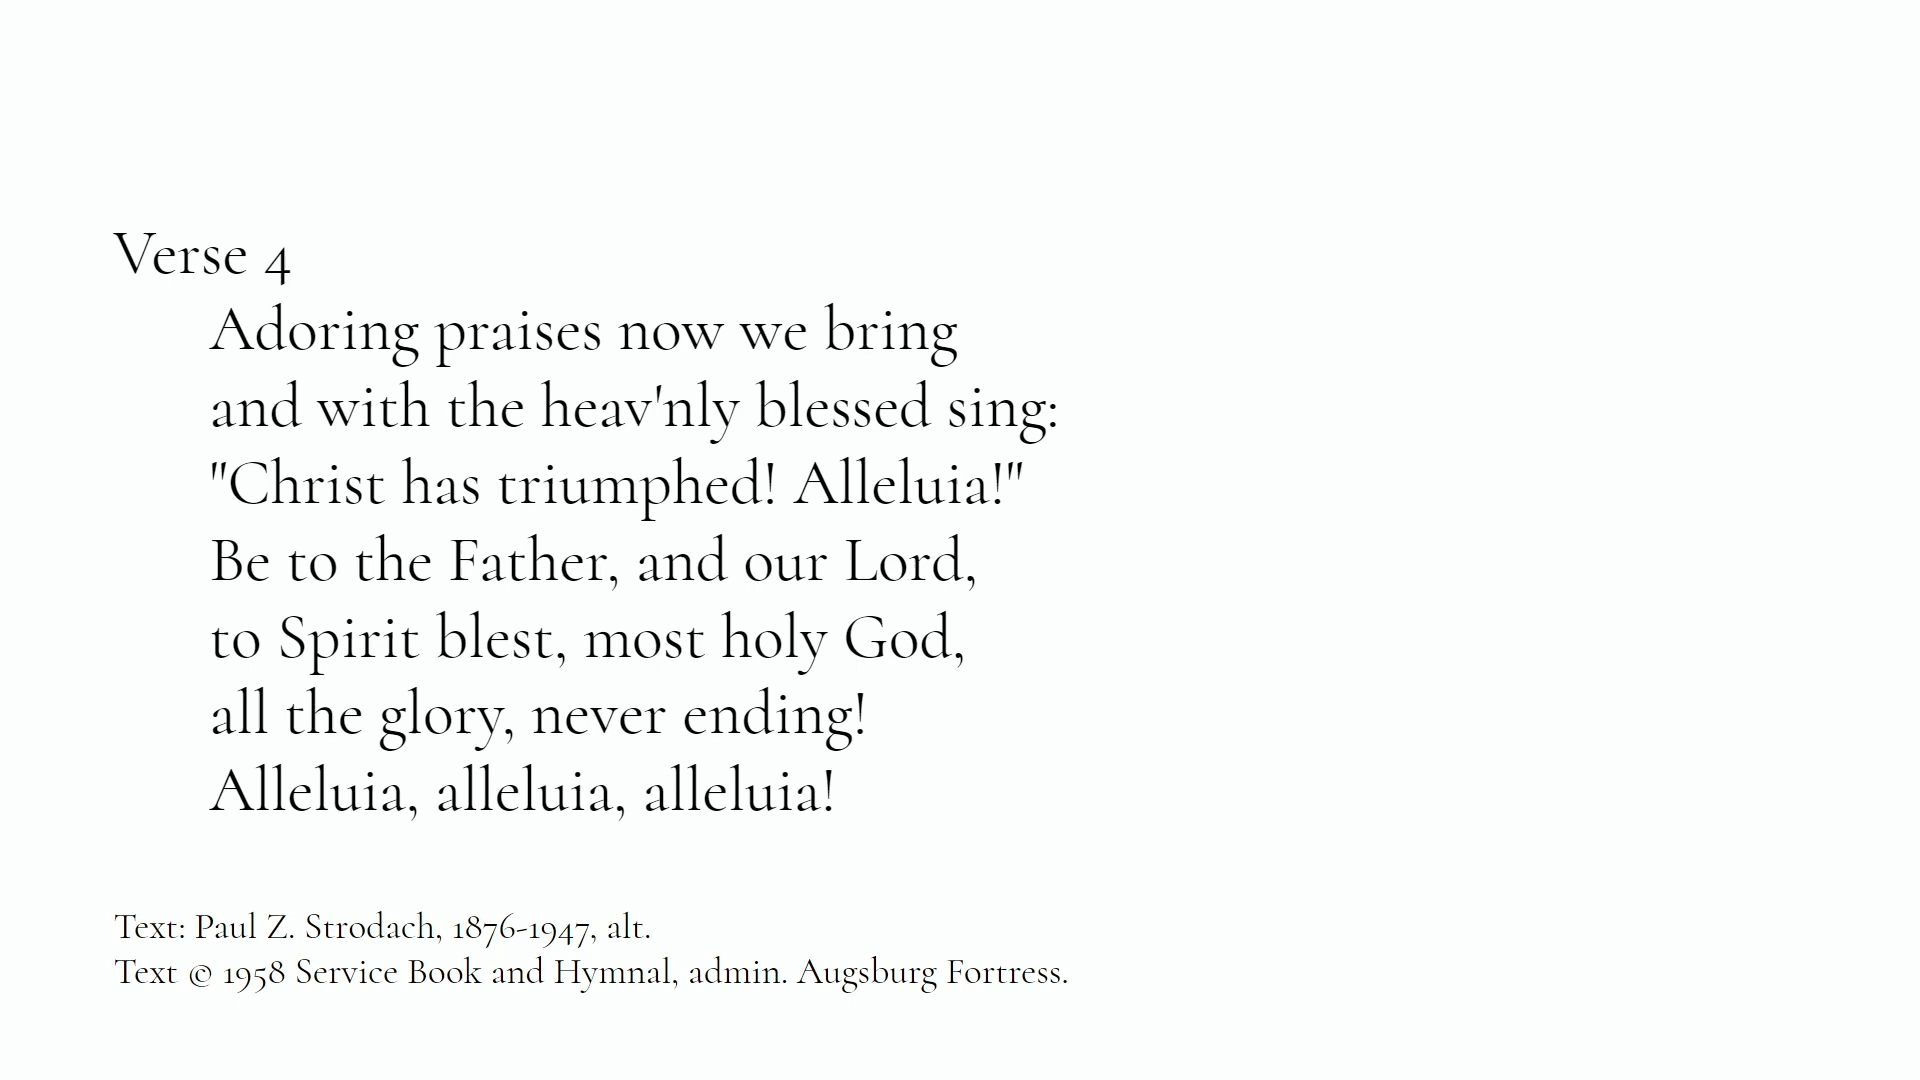 Verse 4
Adoring praises now we bring
and with the heav'nly blessed sing:
"Christ has triumphed! Alleluia!"
Be to the Father, and our Lord,
to Spirit blest, most holy God,
all the glory, never ending!
Alleluia, alleluia, alleluia!
Text: Paul Z. Strodach, 1876-1947, alt.
Text © 1958 Service Book and Hymnal, admin. Augsburg Fortress.